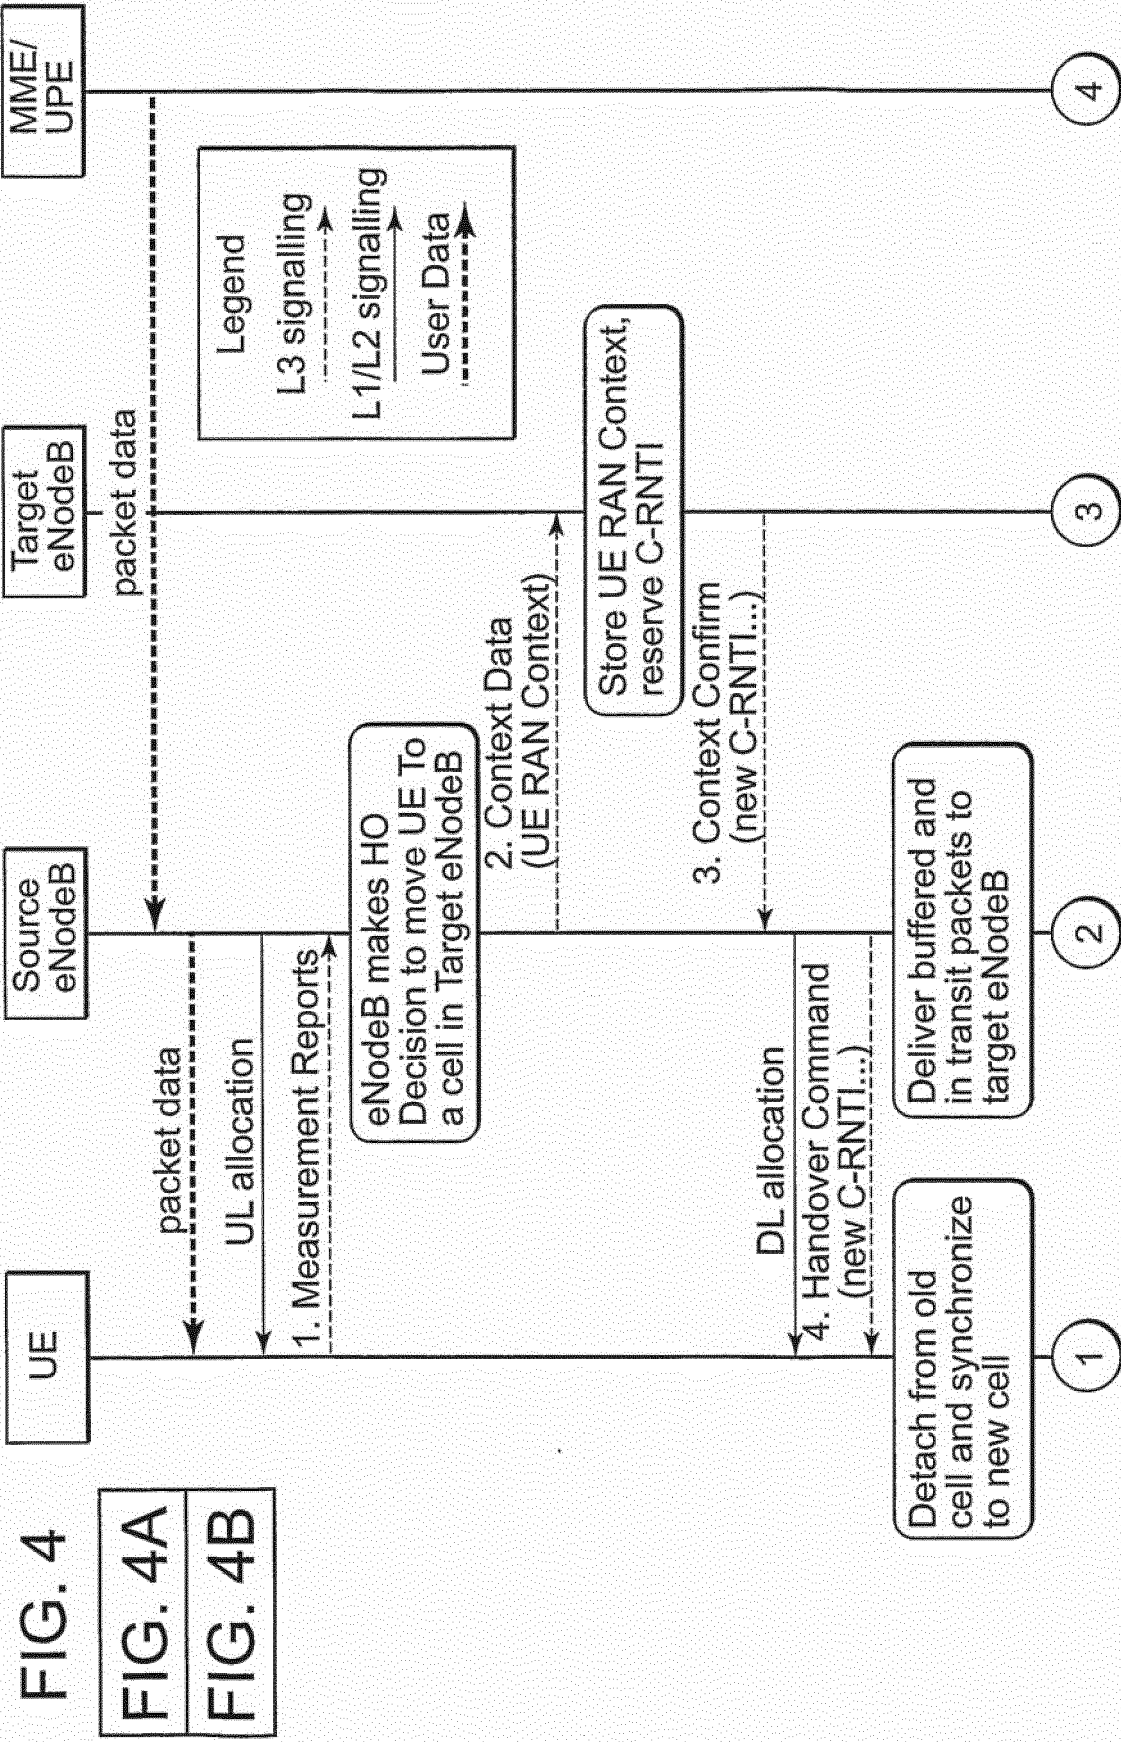 FIG. 4
FIG. 4A
FIG. 4B
UE
Source
eNodeB
Target
eNodeB
MME/
UPE
packet data
packet data
UL allocation
1. Measurement Reports
Legend
L3 signalling
L1/L2 signalling
User Data
eNodeB makes HO
Decision to move UE To
a cell in Target eNodeB
2. Context Data
(UE RAN Context)
Store UE RAN Context,
reserve C-RNTI
3. Context Confirm
(new C-RNTI...)
DL allocation
4. Handover Command
(new C-RNTI...)
Detach from old
cell and synchronize
to new cell
Deliver buffered and
in transit packets to
target eNodeB
1
2
3
4